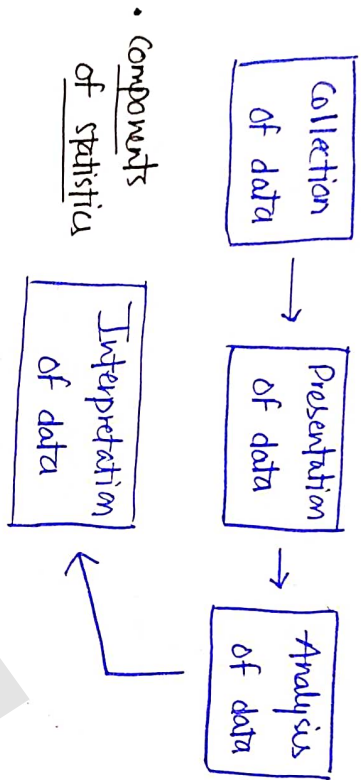 Collection
of data
Presentation
of data
Analysis
of data
Interpretation
of data
• Components
of statistics